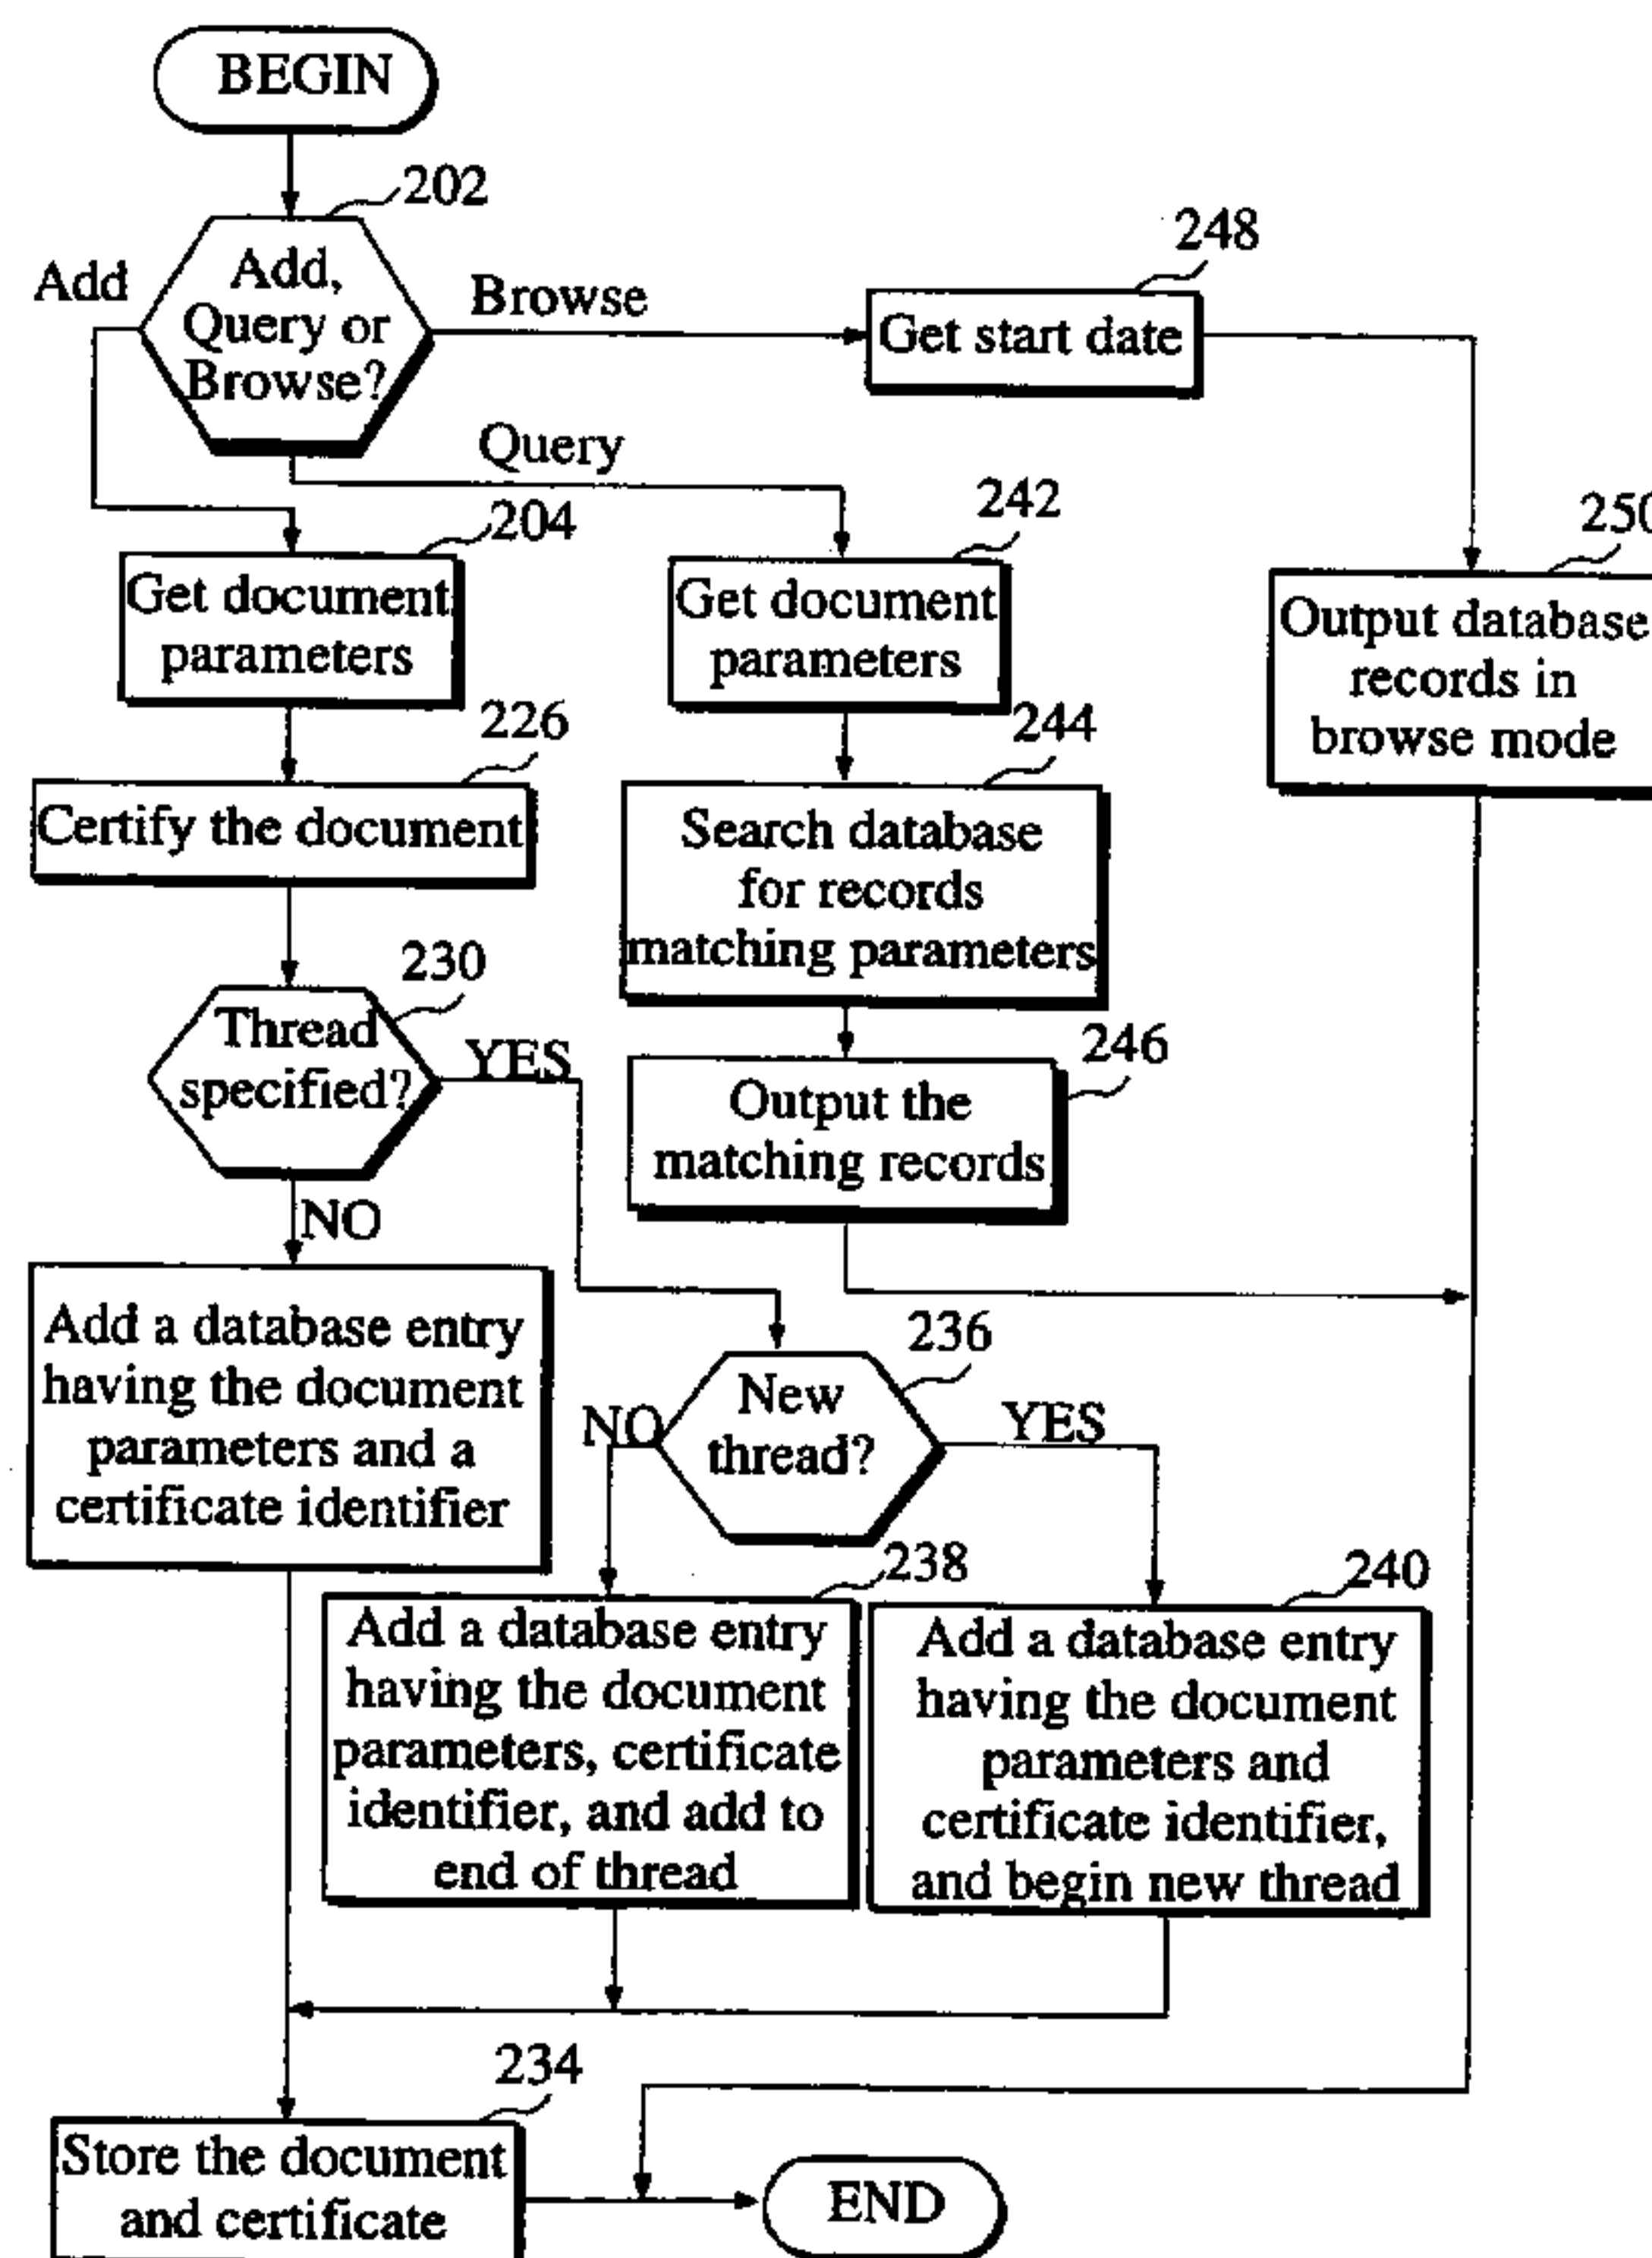 BEGIN
202
Add,
Query or
Browse?
Add
Browse
248
Get start date
Query
204
Get document
parameters
242
Get document
parameters
250
Output database
records in
browse mode
226
Certify the document
244
Search database
for records
matching parameters
230
Thread
specified?
YES
NO
246
Output the
matching records
Add a database entry
having the document
parameters and a
certificate identifier
236
New
thread?
NO
YES
238
Add a database entry
having the document
parameters, certificate
identifier, and add to
end of thread
240
Add a database entry
having the document
parameters and
certificate identifier,
and begin new thread
234
Store the document
and certificate
END